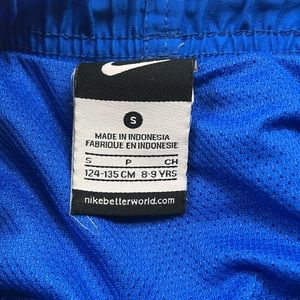 S
MADE IN INDONESIA
FABRIQUE EN INDONESIE
S P CH
124-135 CM 8-9 YRS
nikebetterworld.com